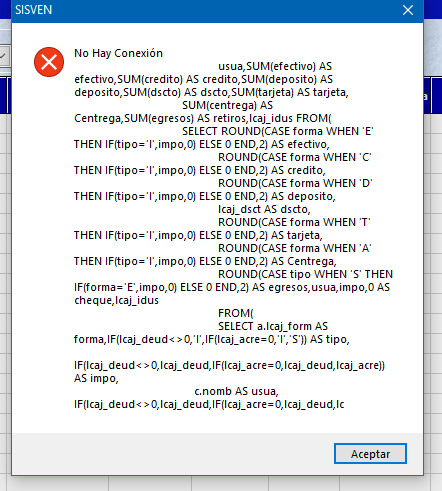 SISVEN
No Hay Conexión
usua,SUM(efectivo) AS
efectivo,SUM(credito) AS credito,SUM(deposito) AS
deposito,SUM(dscto) AS dscto,SUM(tarjeta) AS tarjeta,
SUM(centrega) AS
Centrega,SUM(egresos) AS retiros,lcaj_idus FROM(
SELECT ROUND(CASE forma WHEN 'E'
THEN IF(tipo='I',impo,0) ELSE 0 END,2) AS efectivo,
ROUND(CASE forma WHEN 'C'
THEN IF(tipo='I',impo,0) ELSE 0 END,2) AS credito,
ROUND(CASE forma WHEN 'D'
THEN IF(tipo='I',impo,0) ELSE 0 END,2) AS deposito,
lcaj_dsct AS dscto,
ROUND(CASE forma WHEN 'T'
THEN IF(tipo='I',impo,0) ELSE 0 END,2) AS tarjeta,
ROUND(CASE forma WHEN 'A'
THEN IF(tipo='I',impo,0) ELSE 0 END,2) AS Centrega,
ROUND(CASE tipo WHEN 'S' THEN
IF(forma='E',impo,0) ELSE 0 END,2) AS egresos,usua,impo,0 AS
cheque,lcaj_idus
FROM(
SELECT a.lcaj_form AS
forma,IF(lcaj_deud<>0,'I',IF(lcaj_acre=0,'I','S')) AS tipo,
IF(lcaj_deud<>0,lcaj_deud,IF(lcaj_acre=0,lcaj_deud,lcaj_acre))
AS impo,
c.nomb AS usua,
IF(lcaj_deud<>0,lcaj_deud,IF(lcaj_acre=0,lcaj_deud,lc
Aceptar